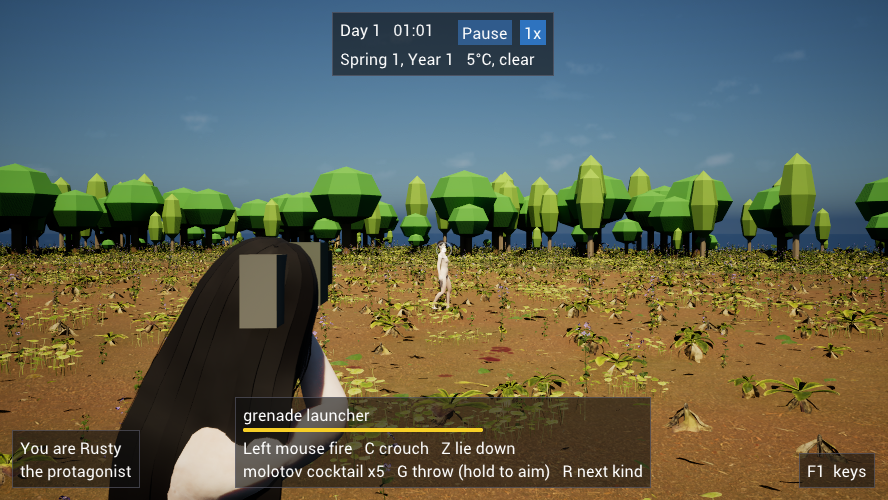 Day 1 01:01 Pause 1x
Spring 1, Year 1 5°C, clear
grenade launcher
Left mouse fire C crouch Z lie down
molotov cocktail x5 G throw (hold to aim) R next kind
You are Rusty
the protagonist
F1 keys